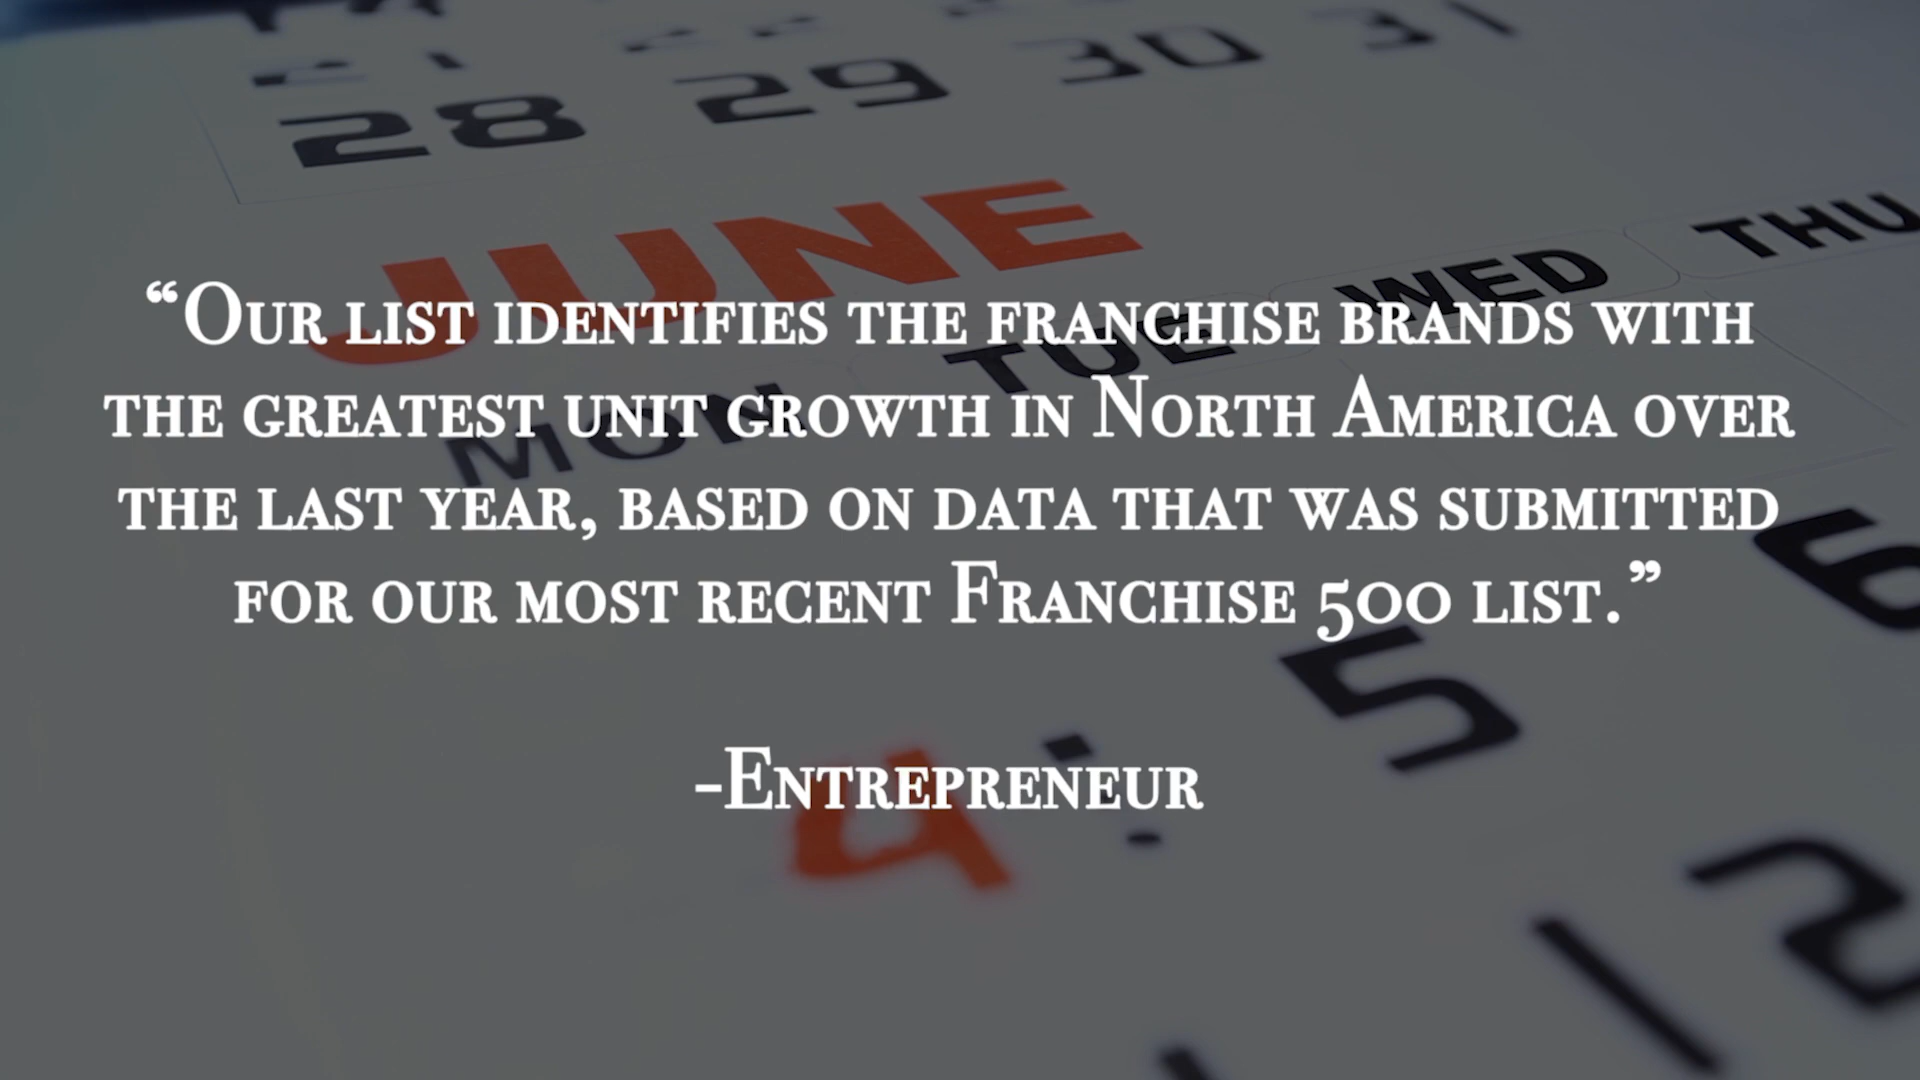 28 29 30 31
JUNE
MON TUE WED THU
“Our list identifies the franchise brands with
the greatest unit growth in North America over
the last year, based on data that was submitted
for our most recent Franchise 500 list.”
-Entrepreneur
4 5 6